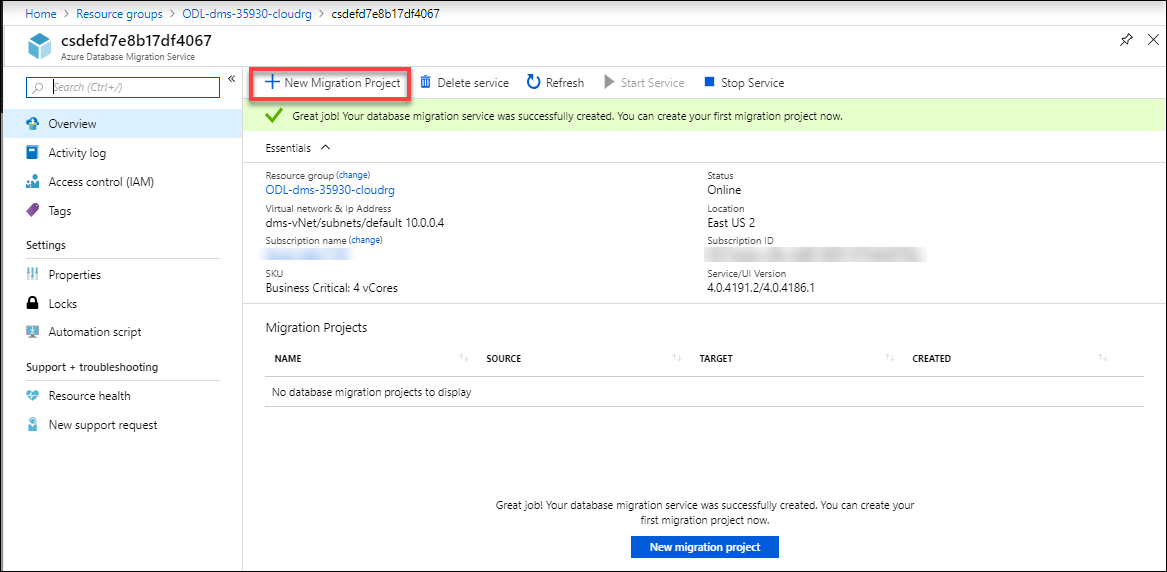 Home > Resource groups > ODL-dms-35930-cloudrg > csdefd7e8b17df4067
csdefd7e8b17df4067
Azure Database Migration Service
Search (Ctrl+/)
«
Overview
Activity log
Access control (IAM)
Tags
Settings
Properties
Locks
Automation script
Support + troubleshooting
Resource health
New support request
New Migration Project
Delete service
Refresh
Start Service
Stop Service
Great job! Your database migration service was successfully created. You can create your first migration project now.
Essentials
Resource group (change)
ODL-dms-35930-cloudrg
Virtual network & Ip Address
dms-vNet/subnets/default 10.0.0.4
Subscription name (change)
SKU
Business Critical: 4 vCores
Status
Online
Location
East US 2
Subscription ID
Service/UI Version
4.0.4191.2/4.0.4186.1
Migration Projects
NAME SOURCE TARGET CREATED
No database migration projects to display
Great job! Your database migration service was successfully created. You can create your
first migration project now.
New migration project